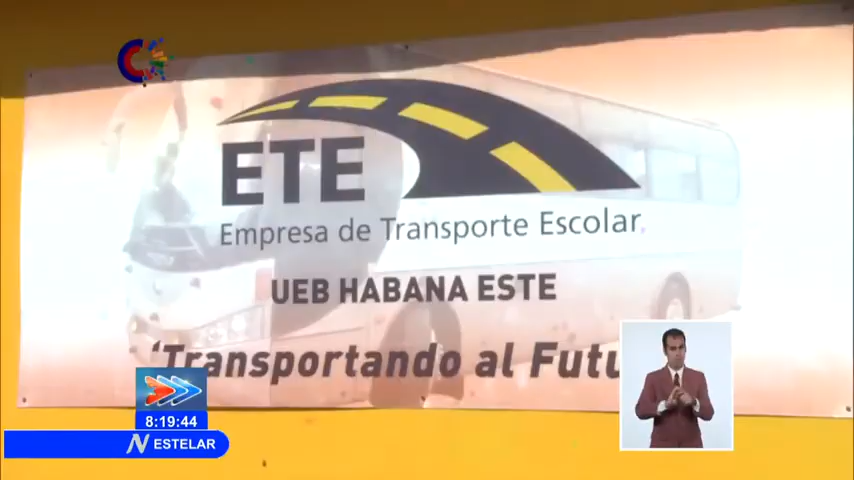 ETE
Empresa de Transporte Escolar
UEB HABANA ESTE
'Transportando al
8:19:44
N ESTELAR